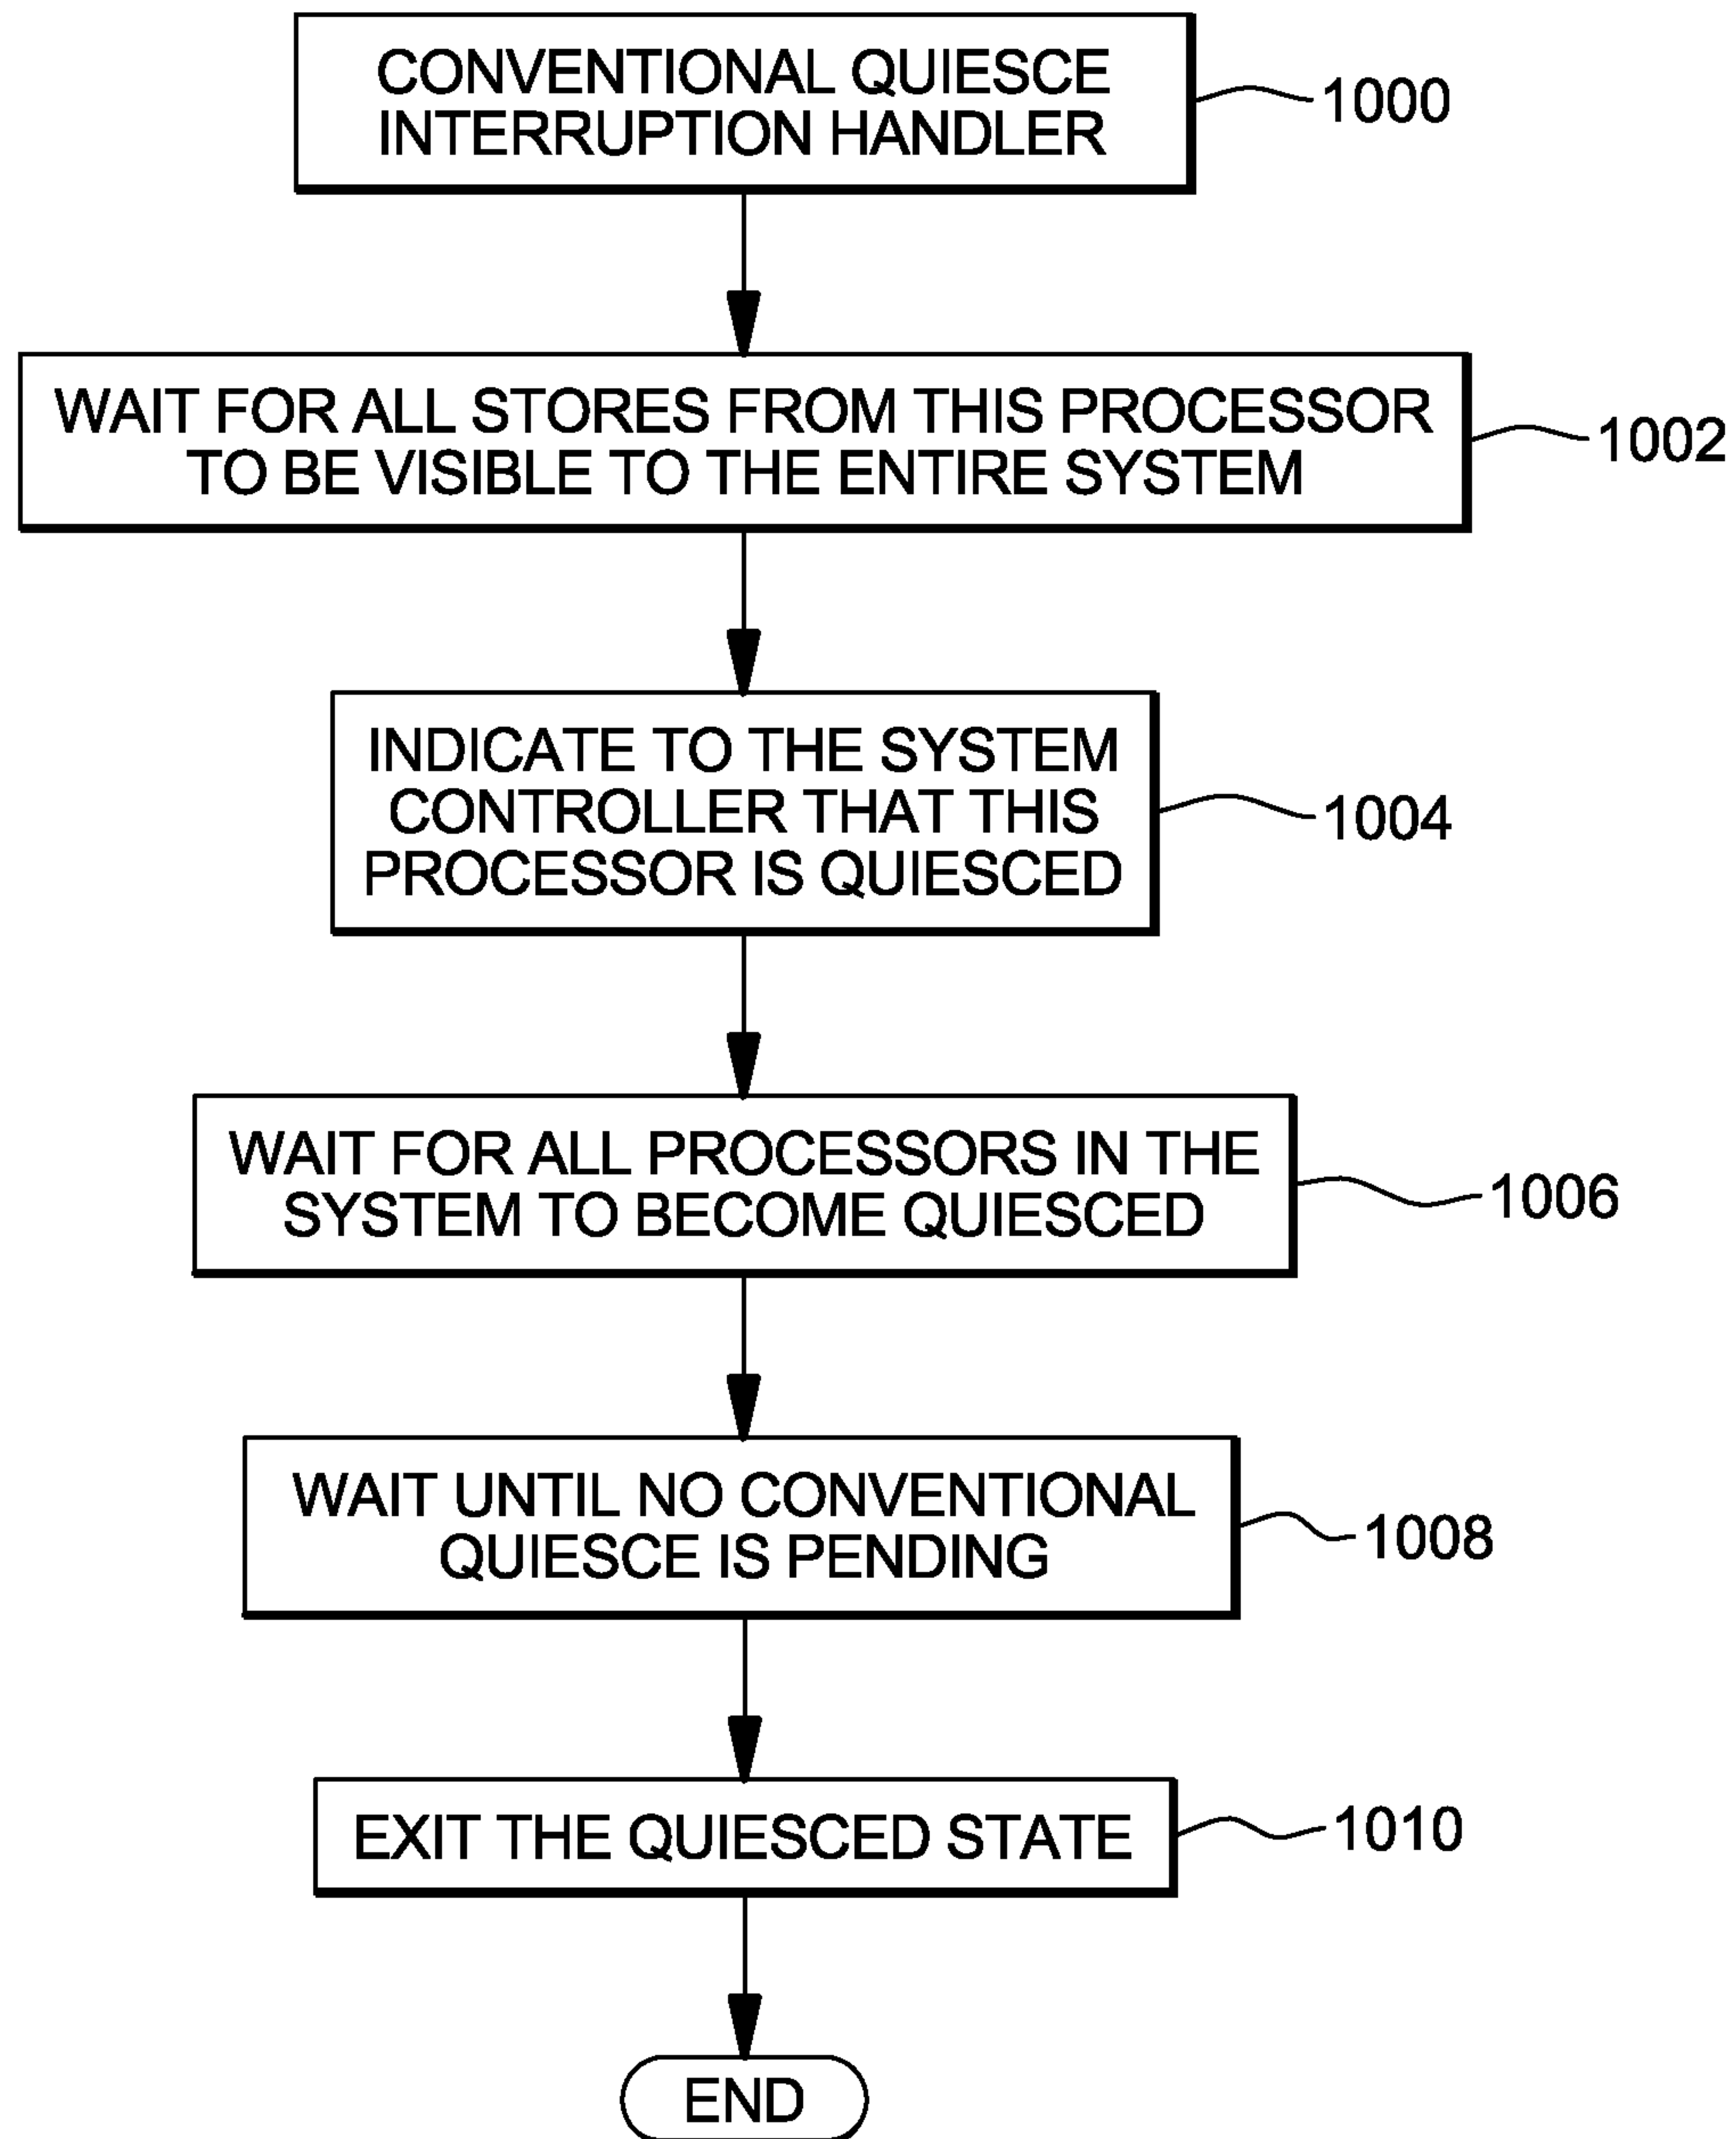 CONVENTIONAL QUIESCE
INTERRUPTION HANDLER
1000
WAIT FOR ALL STORES FROM THIS PROCESSOR
TO BE VISIBLE TO THE ENTIRE SYSTEM
1002
INDICATE TO THE SYSTEM
CONTROLLER THAT THIS
PROCESSOR IS QUIESCED
1004
WAIT FOR ALL PROCESSORS IN THE
SYSTEM TO BECOME QUIESCED
1006
WAIT UNTIL NO CONVENTIONAL
QUIESCE IS PENDING
1008
EXIT THE QUIESCED STATE
1010
END